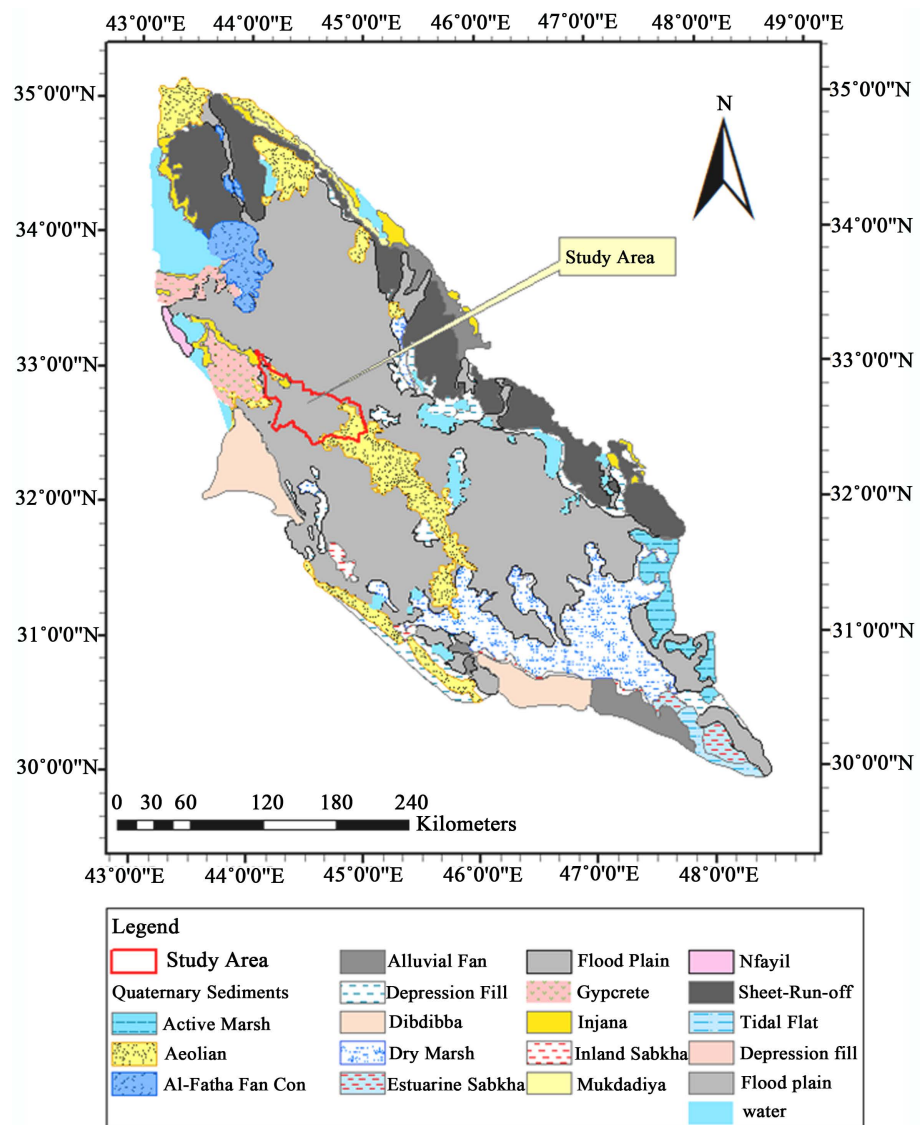 43°0'0"E 44°0'0"E 45°0'0"E 46°0'0"E 47°0'0"E 48°0'0"E 49°0'0"E
35°0'0"N 35°0'0"N
N
34°0'0"N 34°0'0"N
Study Area
33°0'0"N 33°0'0"N
32°0'0"N 32°0'0"N
31°0'0"N 31°0'0"N
30°0'0"N 30°0'0"N
0 30 60 120 180 240
Kilometers
43°0'0"E 44°0'0"E 45°0'0"E 46°0'0"E 47°0'0"E 48°0'0"E
Legend
Study Area Alluvial Fan Flood Plain Nfayil
Quaternary Sediments Depression Fill Gypcrete Sheet-Run-off
Active Marsh Dibdibba Injana Tidal Flat
Aeolian Dry Marsh Inland Sabkha Depression fill
Al-Fatha Fan Con Estuarine Sabkha Mukdadiya Flood plain
water